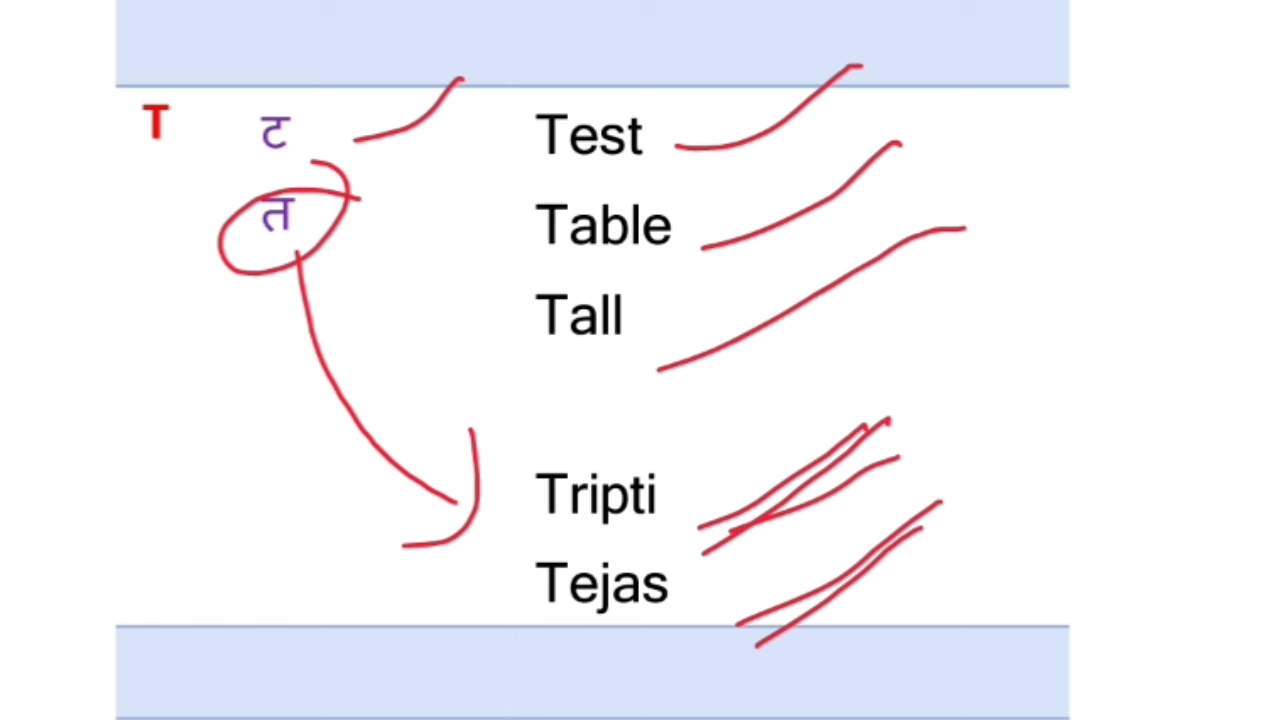 T ट Test
त Table
Tall
Tripti
Tejas